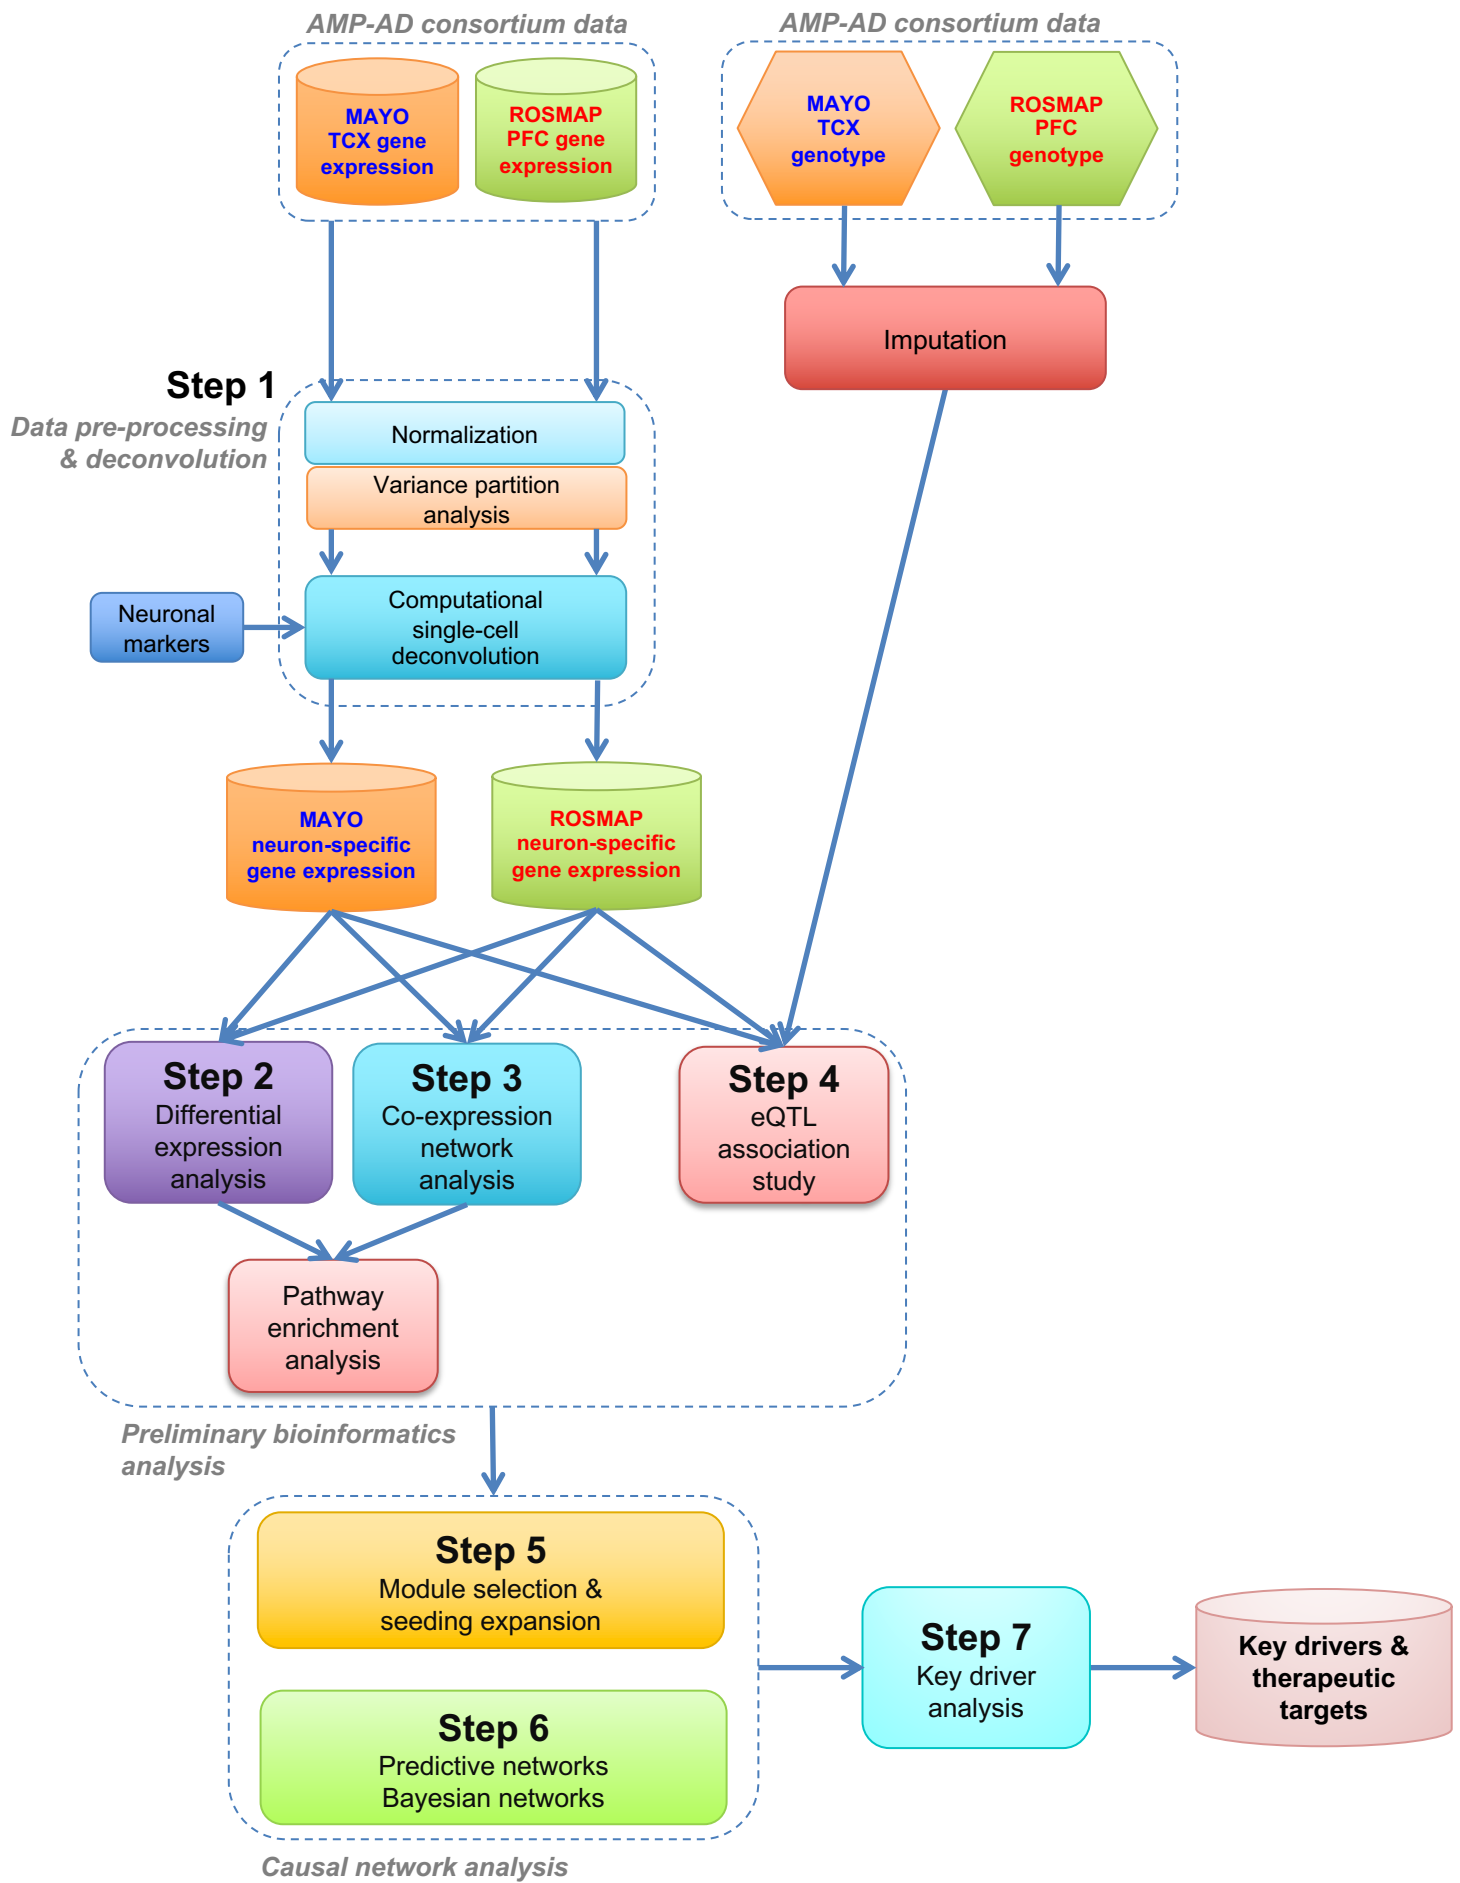 AMP-AD consortium data
AMP-AD consortium data
MAYO
TCX gene
expression
ROSMAP
PFC gene
expression
MAYO
TCX
genotype
ROSMAP
PFC
genotype
Imputation
Step 1
Data pre-processing
& deconvolution
Normalization
Variance partition
analysis
Neuronal
markers
Computational
single-cell
deconvolution
MAYO
neuron-specific
gene expression
ROSMAP
neuron-specific
gene expression
Step 2
Differential
expression
analysis
Step 3
Co-expression
network
analysis
Step 4
eQTL
association
study
Pathway
enrichment
analysis
Preliminary bioinformatics
analysis
Step 5
Module selection &
seeding expansion
Step 6
Predictive networks
Bayesian networks
Step 7
Key driver
analysis
Key drivers &
therapeutic
targets
Causal network analysis